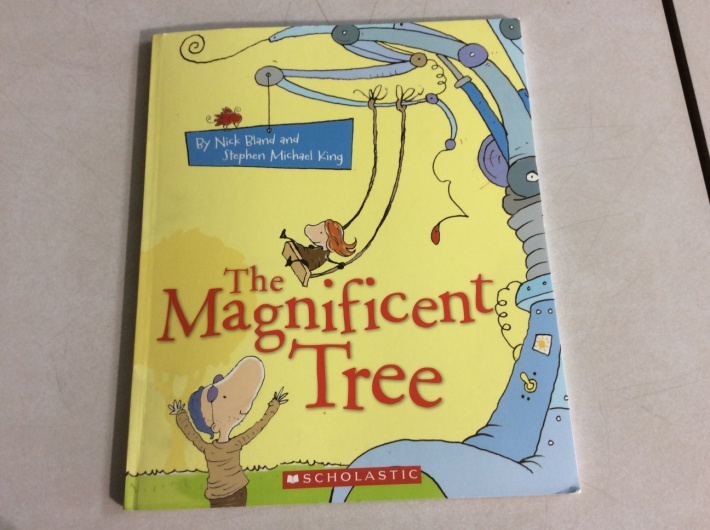 By Nick Bland and
Stephen Michael King
The
Magnificent
Tree
SCHOLASTIC